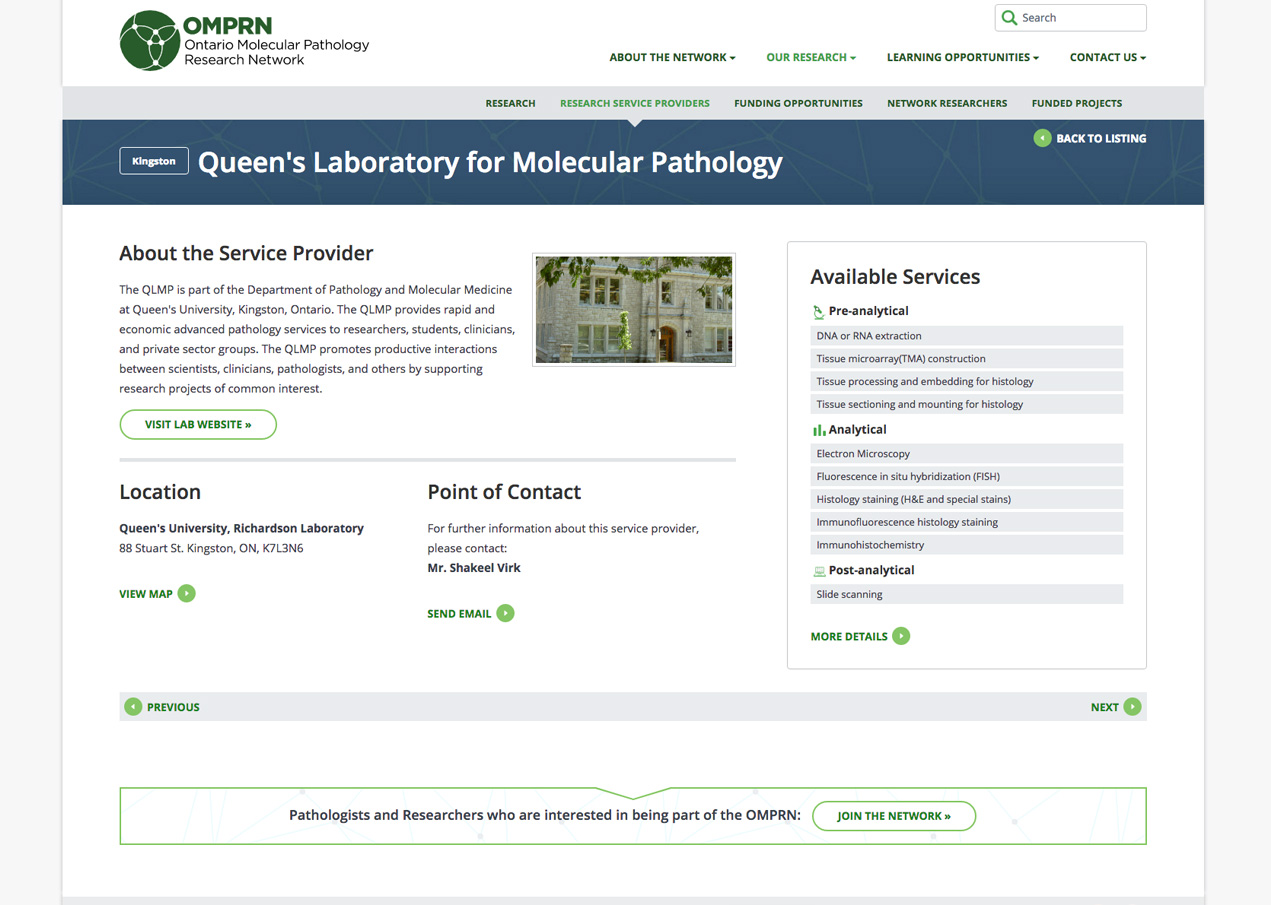 OMPRN
Ontario Molecular Pathology
Research Network
Search
ABOUT THE NETWORK
OUR RESEARCH
LEARNING OPPORTUNITIES
CONTACT US
RESEARCH
RESEARCH SERVICE PROVIDERS
FUNDING OPPORTUNITIES
NETWORK RESEARCHERS
FUNDED PROJECTS
BACK TO LISTING
Kingston
Queen's Laboratory for Molecular Pathology
About the Service Provider
The QLMP is part of the Department of Pathology and Molecular Medicine
at Queen's University, Kingston, Ontario. The QLMP provides rapid and
economic advanced pathology services to researchers, students, clinicians,
and private sector groups. The QLMP promotes productive interactions
between scientists, clinicians, pathologists, and others by supporting
research projects of common interest.
VISIT LAB WEBSITE »
Location
Queen's University, Richardson Laboratory
88 Stuart St. Kingston, ON, K7L3N6
VIEW MAP
Point of Contact
For further information about this service provider,
please contact:
Mr. Shakeel Virk
SEND EMAIL
Available Services
Pre-analytical
DNA or RNA extraction
Tissue microarray(TMA) construction
Tissue processing and embedding for histology
Tissue sectioning and mounting for histology
Analytical
Electron Microscopy
Fluorescence in situ hybridization (FISH)
Histology staining (H&E and special stains)
Immunofluorescence histology staining
Immunohistochemistry
Post-analytical
Slide scanning
MORE DETAILS
PREVIOUS
NEXT
Pathologists and Researchers who are interested in being part of the OMPRN:
JOIN THE NETWORK »